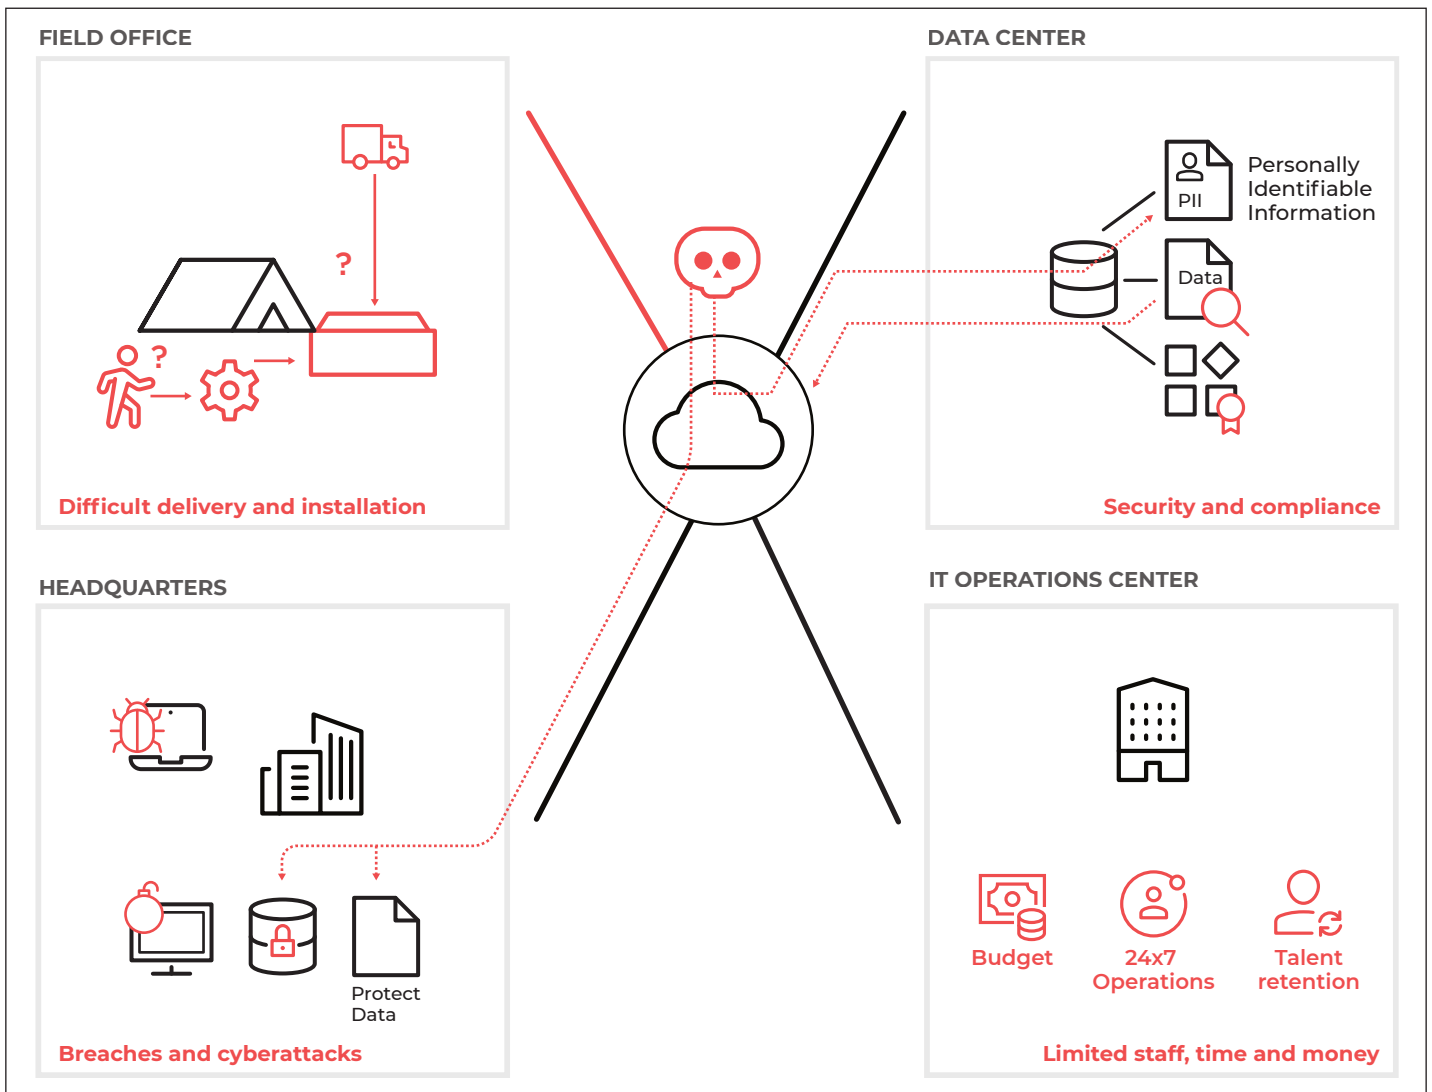 FIELD OFFICE
?
?
Difficult delivery and installation
DATA CENTER
PII
Personally
Identifiable
Information
Data
Security and compliance
HEADQUARTERS
Protect
Data
Breaches and cyberattacks
IT OPERATIONS CENTER
Budget
24x7
Operations
Talent
retention
Limited staff, time and money